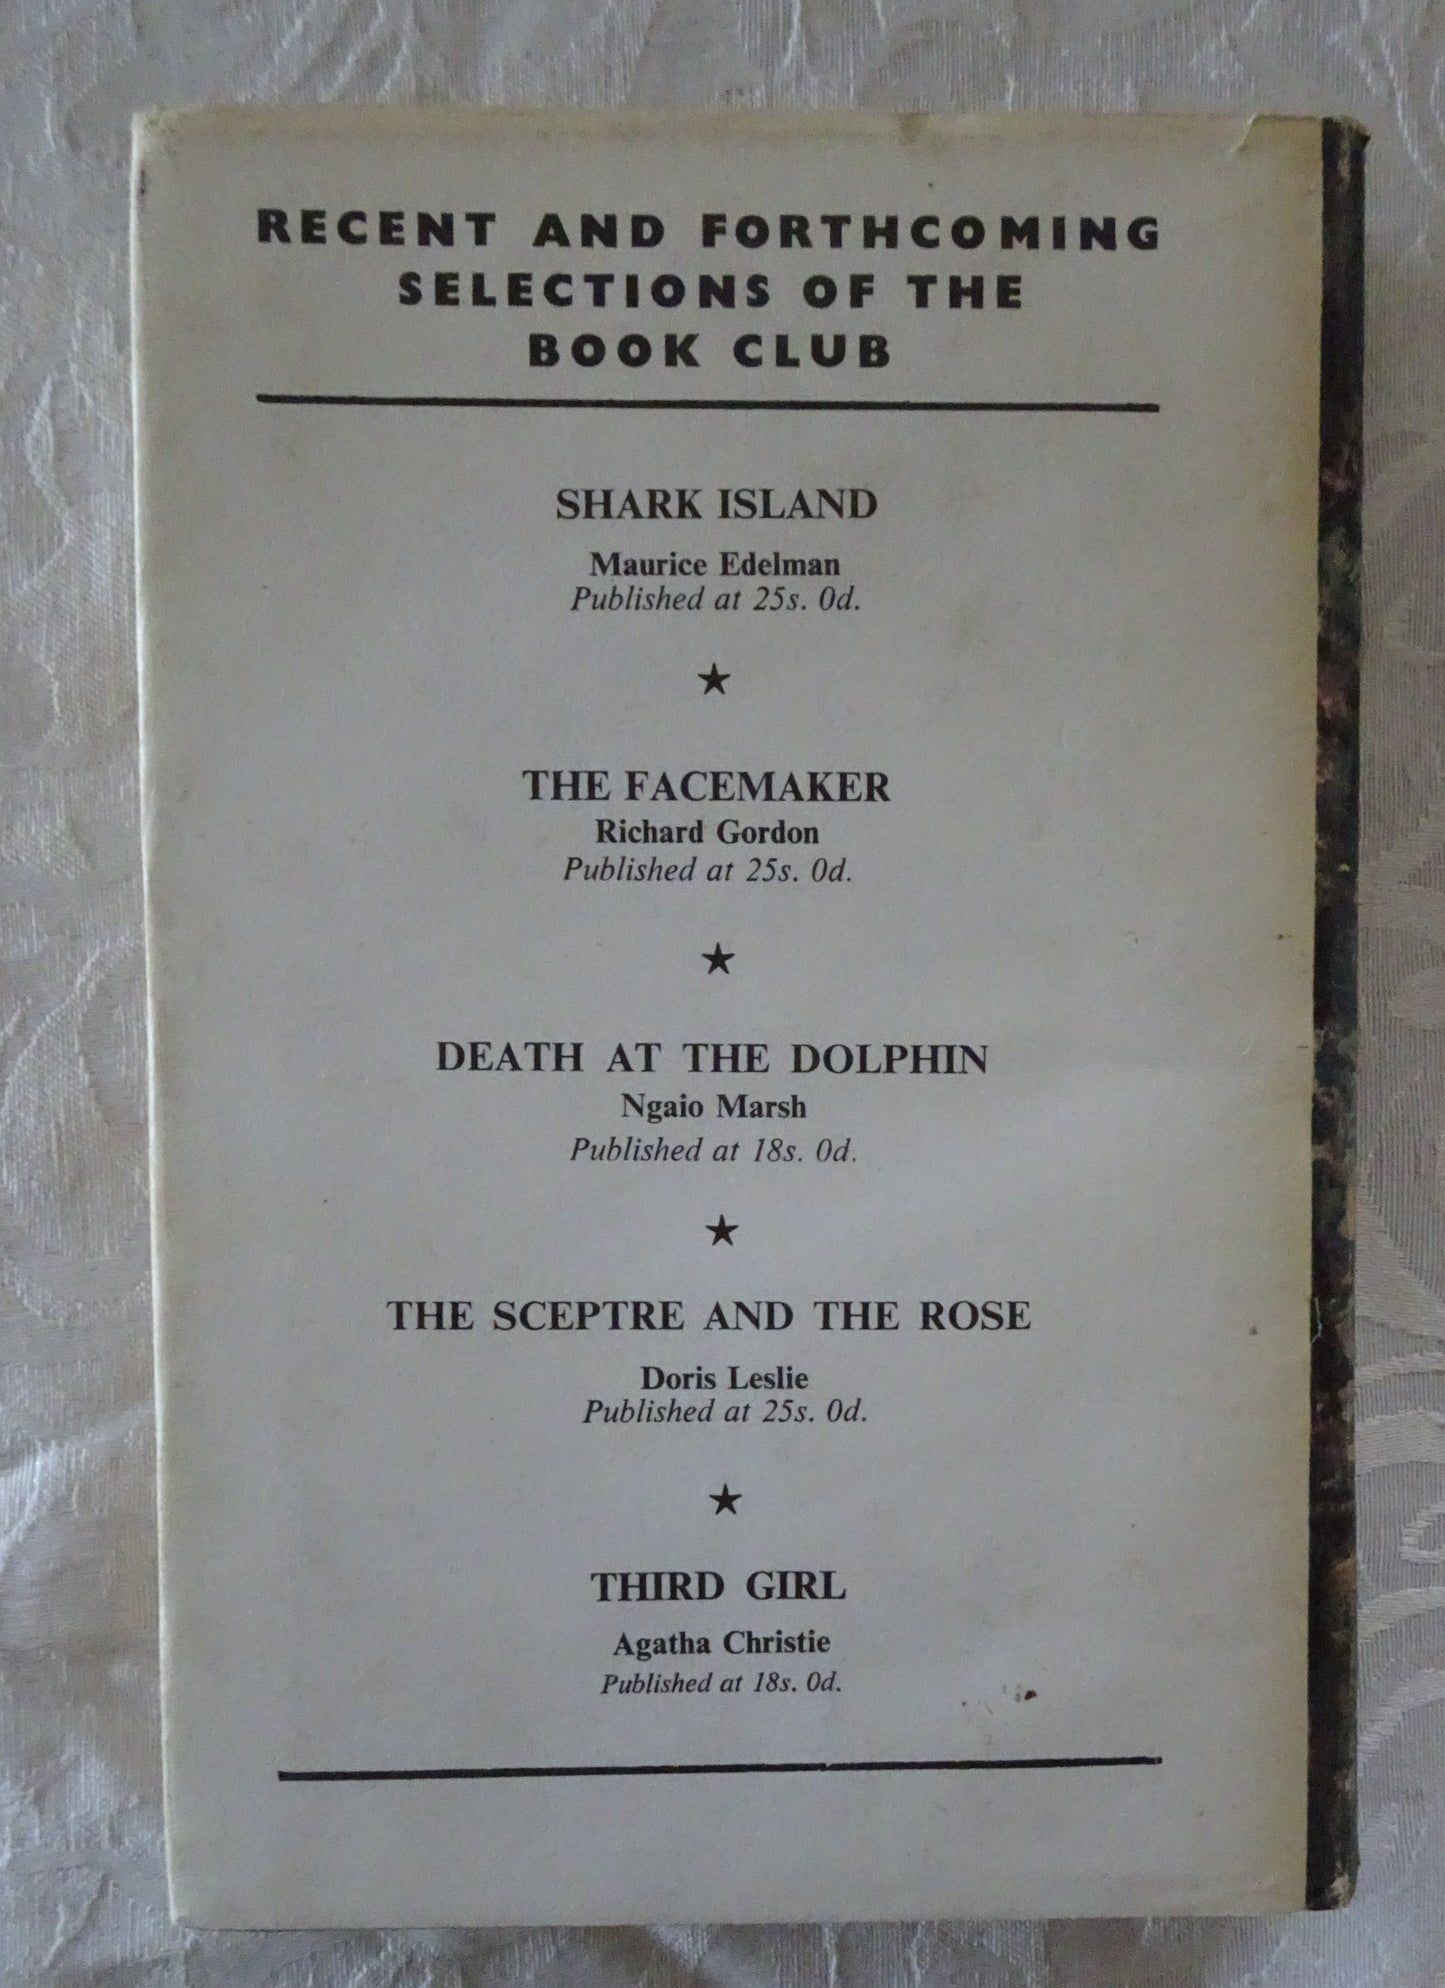 RECENT AND FORTHCOMING
SELECTIONS OF THE
BOOK CLUB
SHARK ISLAND
Maurice Edelman
Published at 25s. 0d.
THE FACEMAKER
Richard Gordon
Published at 25s. 0d.
DEATH AT THE DOLPHIN
Ngaio Marsh
Published at 18s. 0d.
THE SCEPTRE AND THE ROSE
Doris Leslie
Published at 25s. 0d.
THIRD GIRL
Agatha Christie
Published at 18s. 0d.